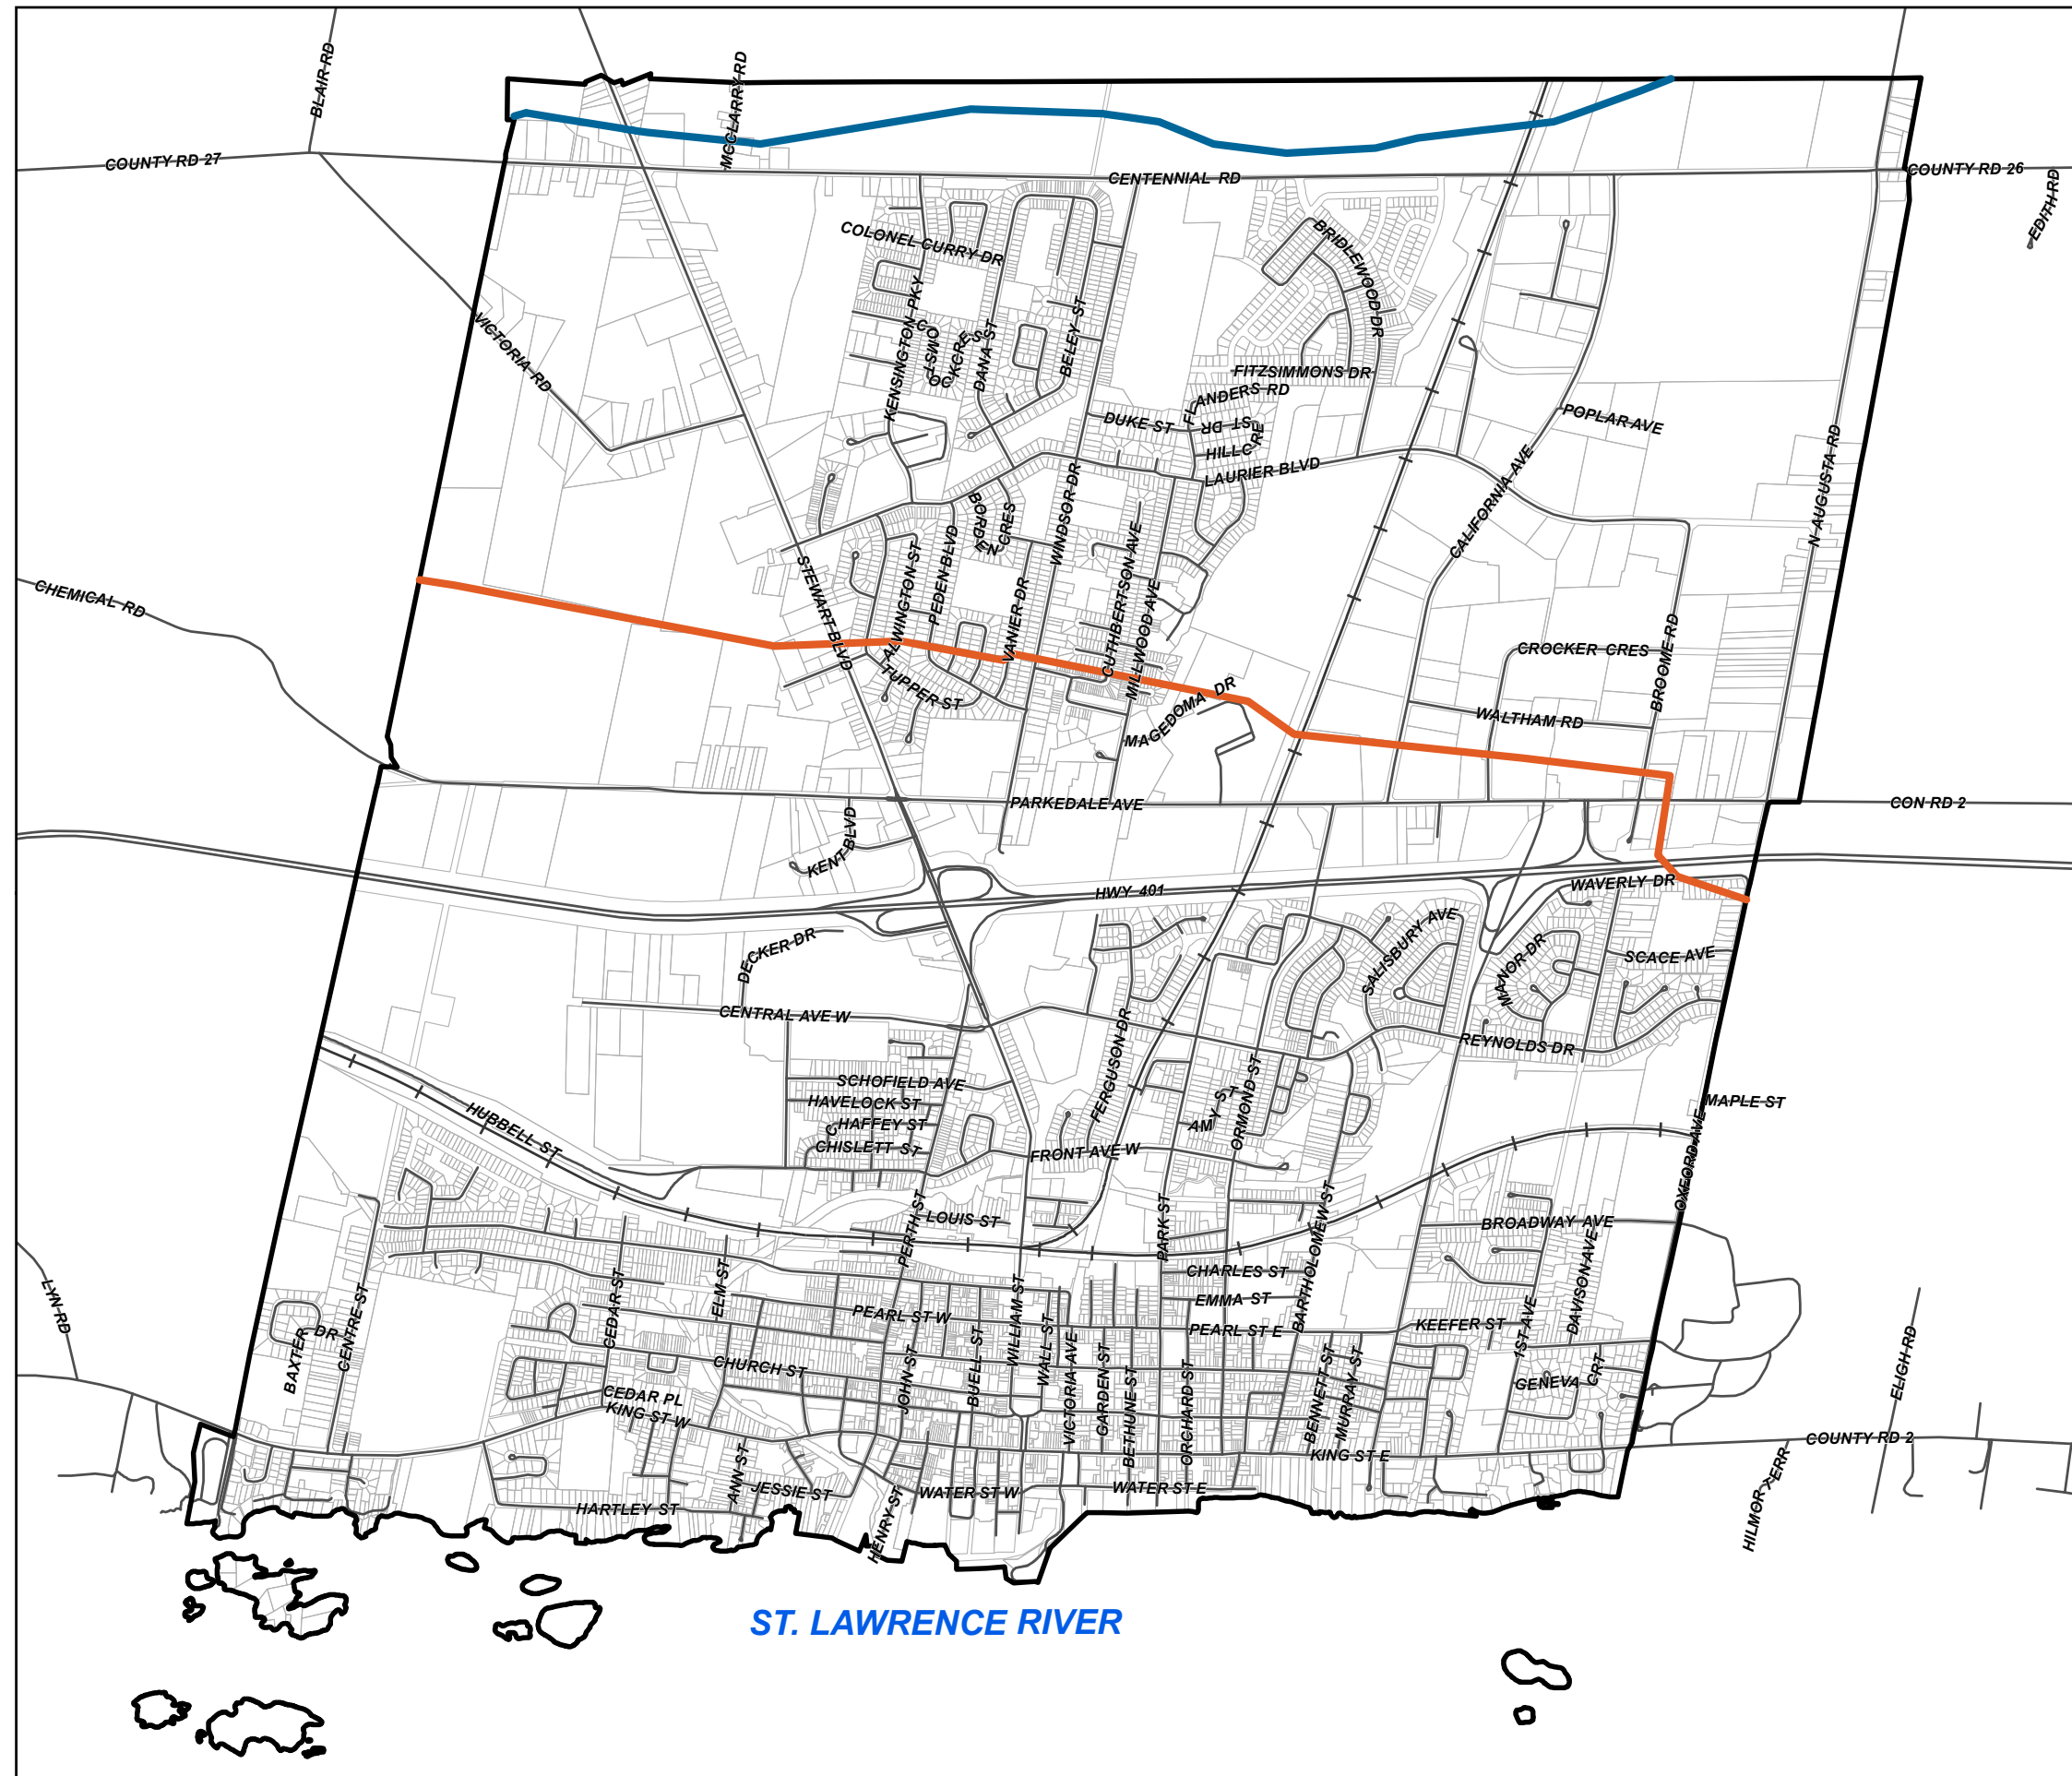 BLAIR RD
MCCLARRY RD
COUNTY RD 27
CENTENNIAL RD
COUNTY RD 26
EDITH RD
COLONEL CURRY DR
BRIDLEWOOD DR
VICTORIA RD
KENSINGTON PKY
COMSTOCK CRES
DANA ST
BELEY ST
FITZSIMMONS DR
FLANDERS RD
DUKE ST
HILLCREST DR
LAURIER BLVD
POPLAR AVE
CALIFORNIA AVE
N AUGUSTA RD
BORDEN CRES
WINDSOR DR
STEWART BLVD
ALWINGTON ST
PEDEN BLVD
VANIER DR
CUTHBERTSON AVE
MILLWOOD AVE
CHEMICAL RD
TUPPER ST
MAGEDOMA DR
CROCKER CRES
BROOME RD
WALTHAM RD
PARKEDALE AVE
CON RD 2
KENT BLVD
HWY 401
WAVERLY DR
DECKER DR
SALISBURY AVE
MANOR DR
SCACE AVE
CENTRAL AVE W
FERGUSON DR
REYNOLDS DR
SCHOFIELD AVE
HAVELOCK ST
CHAFFEY ST
CHISLETT ST
AMY ST
ORMOND ST
MAPLE ST
HUBBELL ST
FRONT AVE W
OXFORD AVE
PERTH ST
LOUIS ST
PARK ST
BARTHOLOMEW ST
BROADWAY AVE
LYN RD
CENTRE ST
CEDAR ST
ELM ST
CHARLES ST
EMMA ST
DAVISON AVE
BAXTER DR
PEARL ST W
PEARL ST E
KEEFER ST
1ST AVE
ELIGH RD
CHURCH ST
JOHN ST
BUELL ST
WILLIAM ST
WALL ST
VICTORIA AVE
GARDEN ST
BETHUNE ST
ORCHARD ST
BENNETT ST
MURRAY ST
GENEVA CRT
CEDAR PL
KING ST W
KING ST E
COUNTY RD 2
ANN ST
JESSIE ST
HARTLEY ST
HENRY ST
WATER ST W
WATER ST E
ST. LAWRENCE RIVER